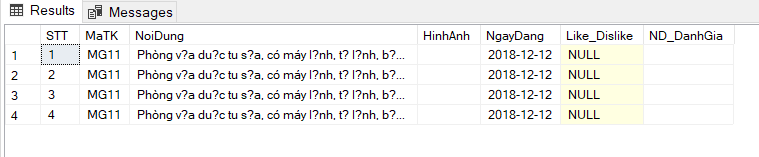 Results Messages
STT MaTK NoiDung HinhAnh NgayDang Like_Dislike ND_DanhGia
1 1 MG11 Phòng v?a du?c tu s?a, có máy l?nh, t? l?nh, b?... 2018-12-12 NULL
2 2 MG11 Phòng v?a du?c tu s?a, có máy l?nh, t? l?nh, b?... 2018-12-12 NULL
3 3 MG11 Phòng v?a du?c tu s?a, có máy l?nh, t? l?nh, b?... 2018-12-12 NULL
4 4 MG11 Phòng v?a du?c tu s?a, có máy l?nh, t? l?nh, b?... 2018-12-12 NULL